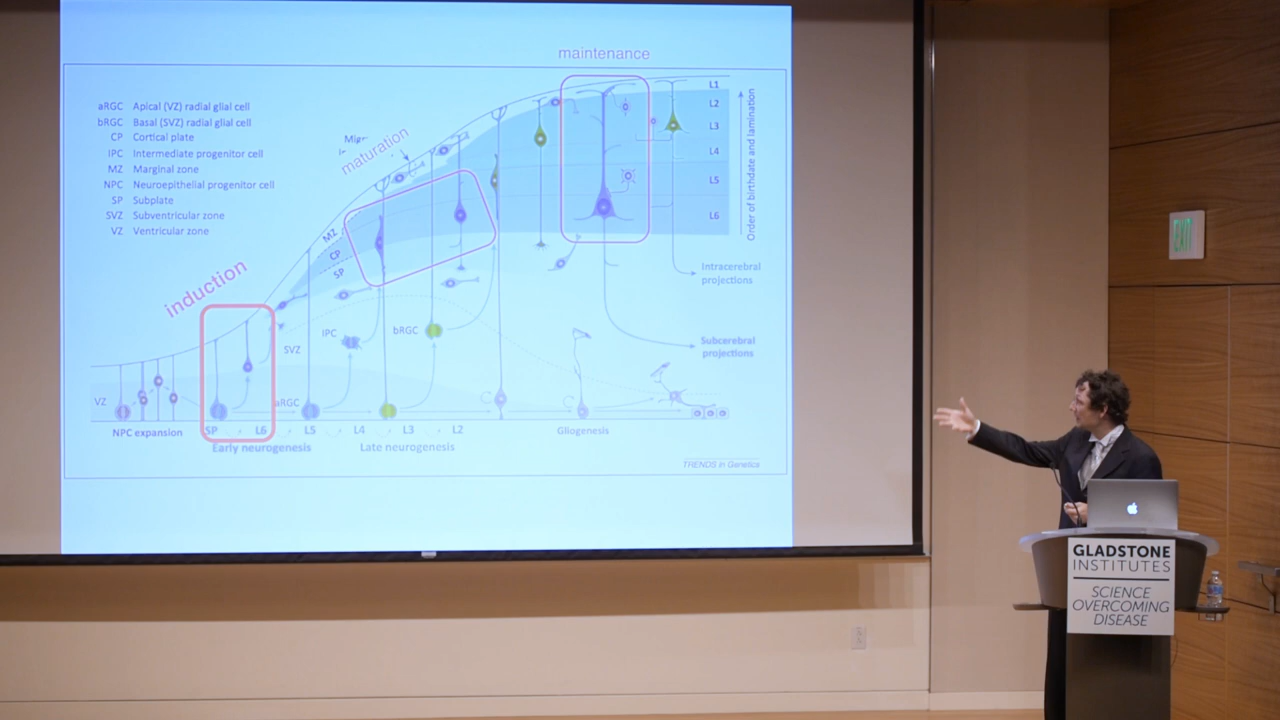 maintenance
aRGC Apical (VZ) radial glial cell
bRGC Basal (SVZ) radial glial cell
CP Cortical plate
IPC Intermediate progenitor cell
MZ Marginal zone
NPC Neuroepithelial progenitor cell
SP Subplate
SVZ Subventricular zone
VZ Ventricular zone
maturation
induction
MZ
CP
SP
L1
L2
L3
L4
L5
L6
Order of birthdate and lamination
Intracerebral
projections
Subcerebral
projections
IPC
bRGC
SVZ
VZ
aRGC
NPC expansion
SP L6 L5 L4 L3 L2
Early neurogenesis
Late neurogenesis
Gliogenesis
TRENDS in Genetics
EXIT
GLADSTONE
INSTITUTES
SCIENCE
OVERCOMING
DISEASE